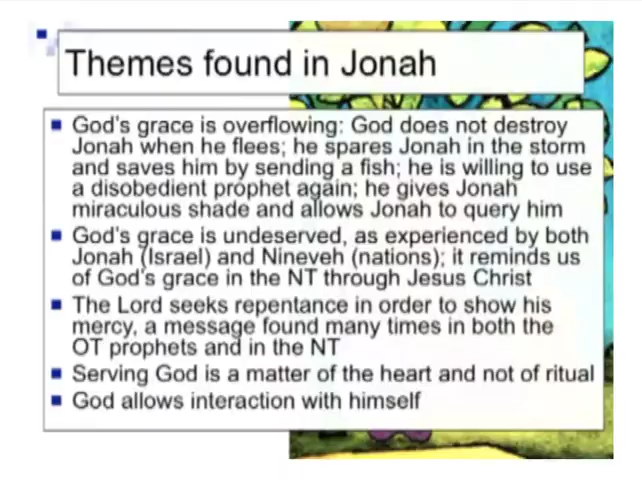 Themes found in Jonah
God's grace is overflowing: God does not destroy
Jonah when he flees; he spares Jonah in the storm
and saves him by sending a fish; he is willing to use
a disobedient prophet again; he gives Jonah
miraculous shade and allows Jonah to query him
God's grace is undeserved, as experienced by both
Jonah (Israel) and Nineveh (nations); it reminds us
of God's grace in the NT through Jesus Christ
The Lord seeks repentance in order to show his
mercy, a message found many times in both the
OT prophets and in the NT
Serving God is a matter of the heart and not of ritual
God allows interaction with himself